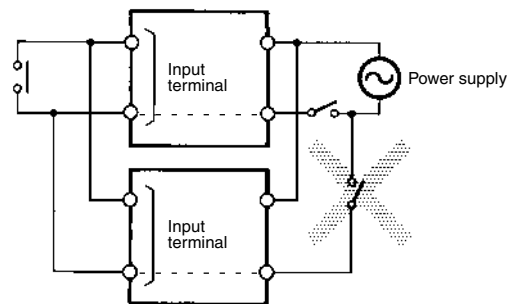 Input
terminal
Power supply
Input
terminal